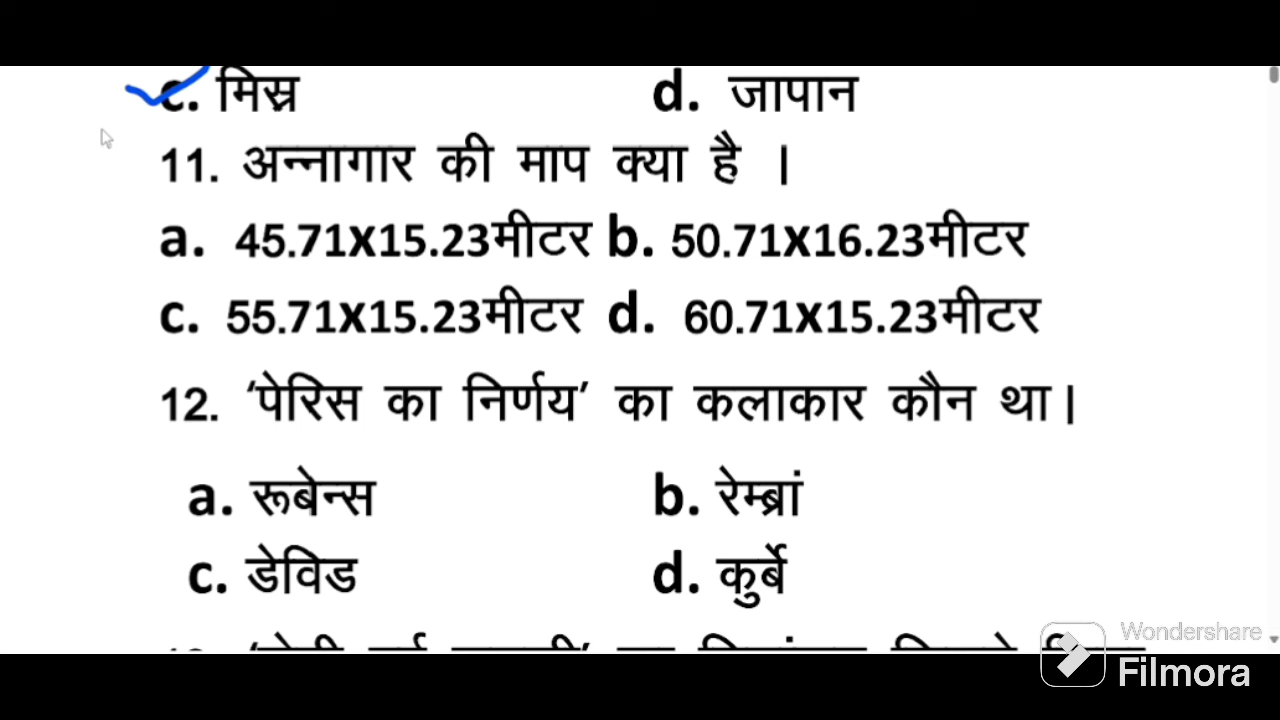 c. मिस्र d. जापान
11. अन्नागार की माप क्या है ।
a. 45.71x15.23मीटर b. 50.71x16.23मीटर
c. 55.71x15.23मीटर d. 60.71x15.23मीटर
12. ‘पेरिस का निर्णय’ का कलाकार कौन था।
a. रूबेन्स b. रेम्ब्रां
c. डेविड d. कुर्बे
Wondershare
Filmora